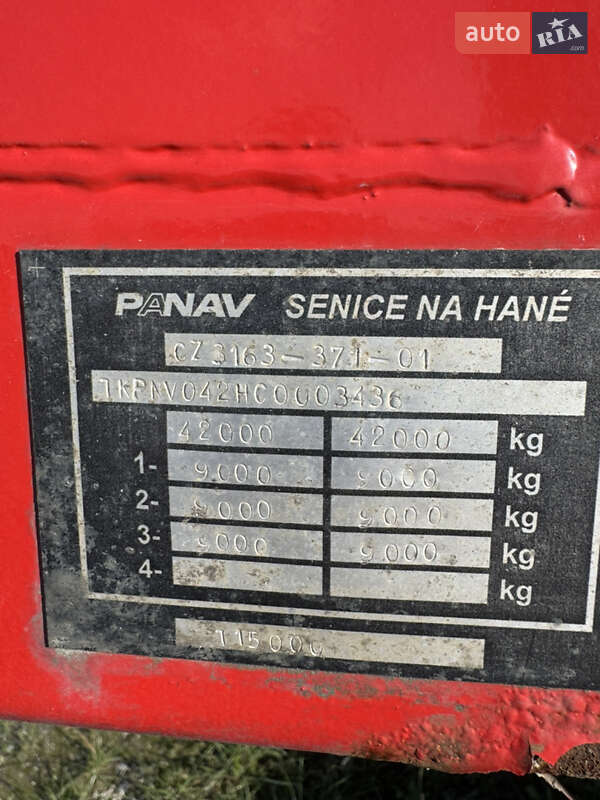 auto RIA .com
PANAV SENICE NA HANÉ
CZ 3163-371-01
TKPNV042HC0003436
42000 42000 kg
1- 9000 9000 kg
2- 9000 9000 kg
3- 9000 9000 kg
4- kg
115000